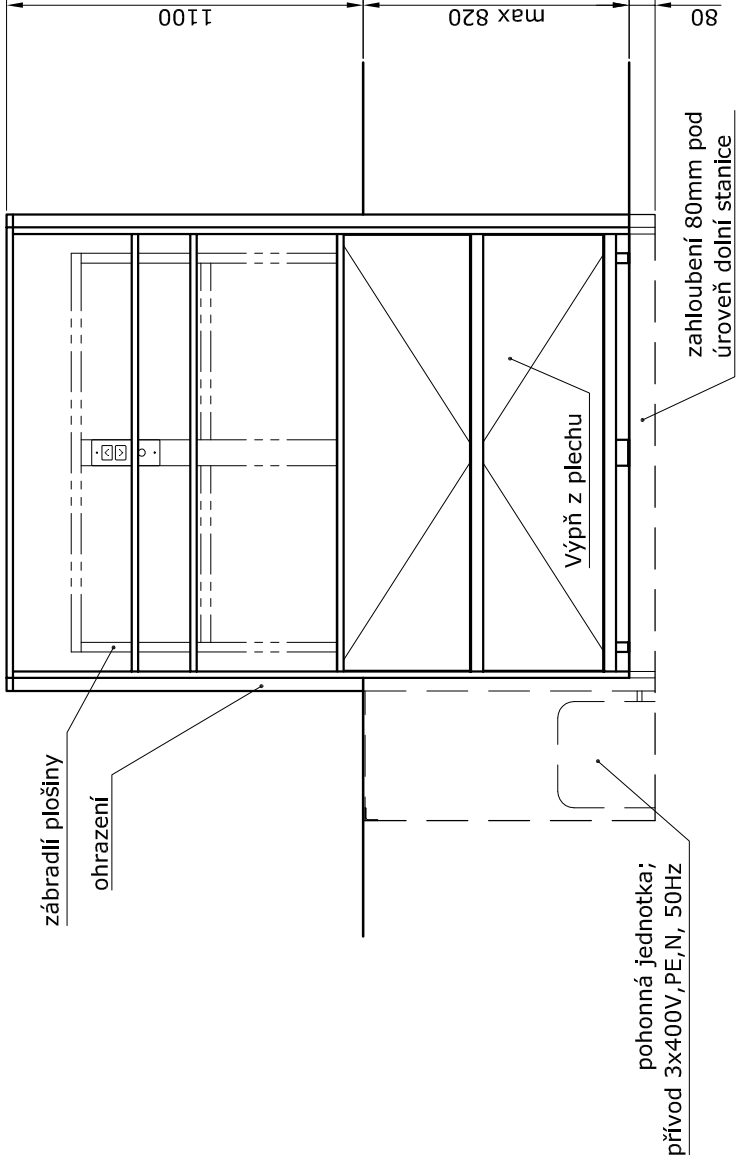 1100
max 820
80
zahloubení 80mm pod
úroveň dolní stanice
Výpň z plechu
zábradlí plošiny
ohrazení
pohonná jednotka;
přívod 3x400V,PE,N, 50Hz